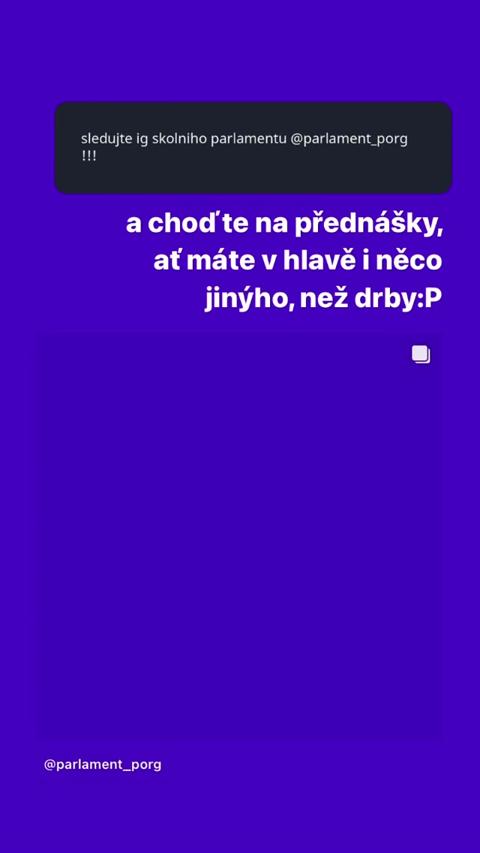 sledujte ig skolniho parlamentu @parlament_porg
!!!
a choďte na přednášky,
ať máte v hlavě i něco
jinýho, než drby:P
@parlament_porg